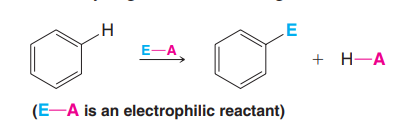 H E
E—A
+ H—A
(E—A is an electrophilic reactant)